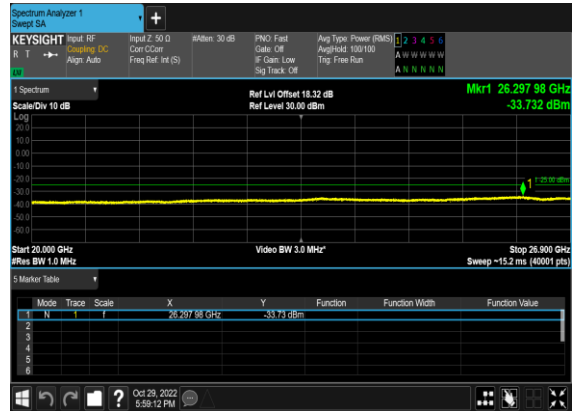 Spectrum Analyzer 1
Swept SA
+
KEYSIGHT Input: RF Input Z: 50 Ω #Atten: 30 dB PNO: Fast Avg Type: Power (RMS) 1 2 3 4 5 6
R T Coupling: DC Corr CCorr Gate: Off Avg|Hold: 100/100 A W W W W W
Align: Auto Freq Ref: Int (S) IF Gain: Low Trig: Free Run
Sig Track: Off A N N N N N
1 Spectrum Ref Lvl Offset 18.32 dB Mkr1 26.297 98 GHz
Scale/Div 10 dB Ref Level 30.00 dBm -33.732 dBm
Log
20.0
10.0
0.00
-10.0
-20.0
-25.00 dBm
-30.0
1
-40.0
-50.0
-60.0
Start 20.000 GHz Video BW 3.0 MHz* Stop 26.900 GHz
#Res BW 1.0 MHz Sweep ~15.2 ms (40001 pts)
5 Marker Table
Mode Trace Scale X Y Function Function Width Function Value
1 N 1 f 26.297 98 GHz -33.73 dBm
2
3
4
5
6
? Oct 29, 2022
5:59:12 PM